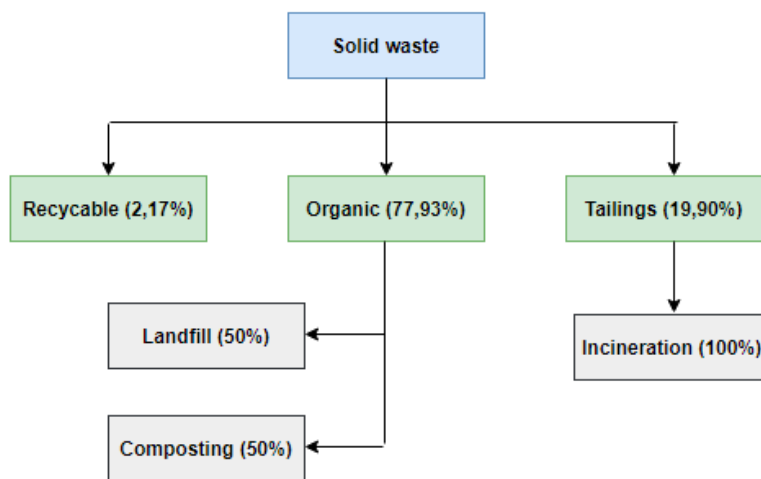 Solid waste
Recycable (2,17%)
Organic (77,93%)
Tailings (19,90%)
Landfill (50%)
Incineration (100%)
Composting (50%)